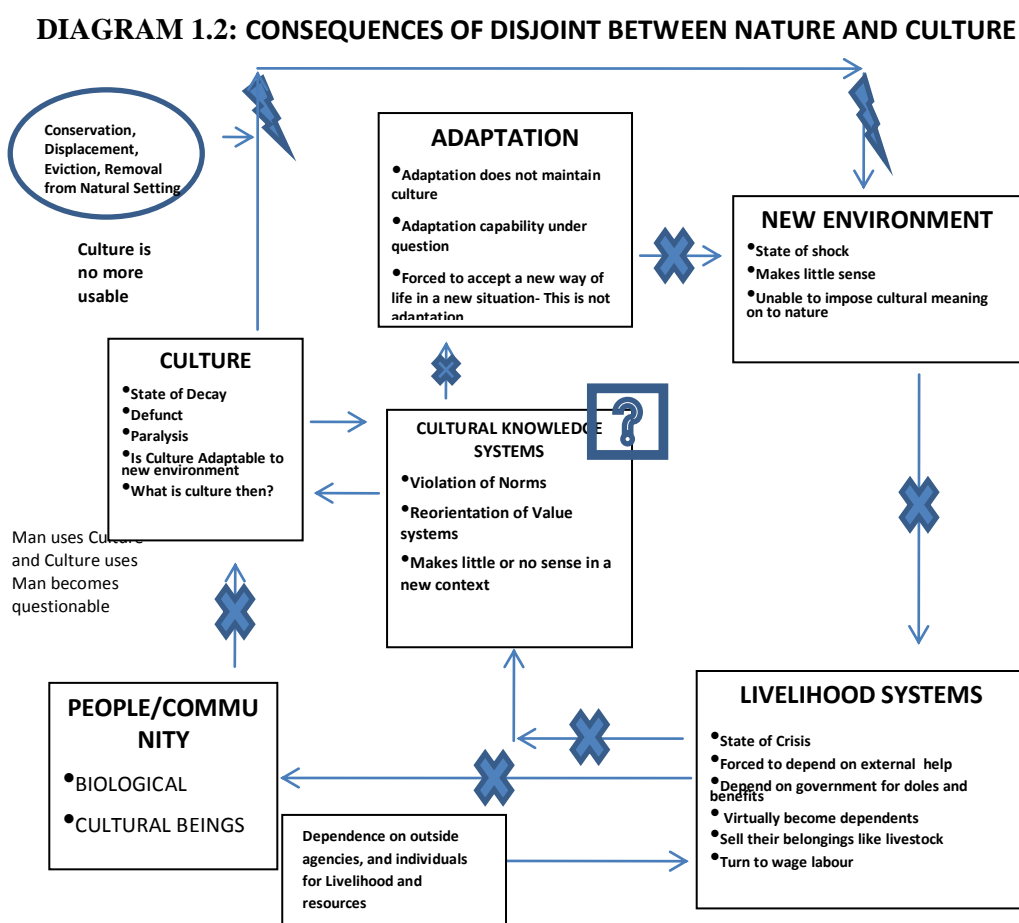 DIAGRAM 1.2: CONSEQUENCES OF DISJOINT BETWEEN NATURE AND CULTURE
Conservation,
Displacement,
Eviction, Removal
from Natural Setting
Culture is
no more
usable
ADAPTATION
•Adaptation does not maintain
culture
•Adaptation capability under
question
•Forced to accept a new way of
life in a new situation- This is not
adaptation
NEW ENVIRONMENT
•State of shock
•Makes little sense
•Unable to impose cultural meaning
on to nature
CULTURE
•State of Decay
•Defunct
•Paralysis
•Is Culture Adaptable to
new environment
•What is culture then?
?
CULTURAL KNOWLEDGE
SYSTEMS
•Violation of Norms
•Reorientation of Value
systems
•Makes little or no sense in a
new context
Man uses Culture
and Culture uses
Man becomes
questionable
PEOPLE/COMMU
NITY
•BIOLOGICAL
•CULTURAL BEINGS
LIVELIHOOD SYSTEMS
•State of Crisis
•Forced to depend on external help
•Depend on government for doles and
benefits
•Virtually become dependents
•Sell their belongings like livestock
•Turn to wage labour
Dependence on outside
agencies, and individuals
for Livelihood and
resources